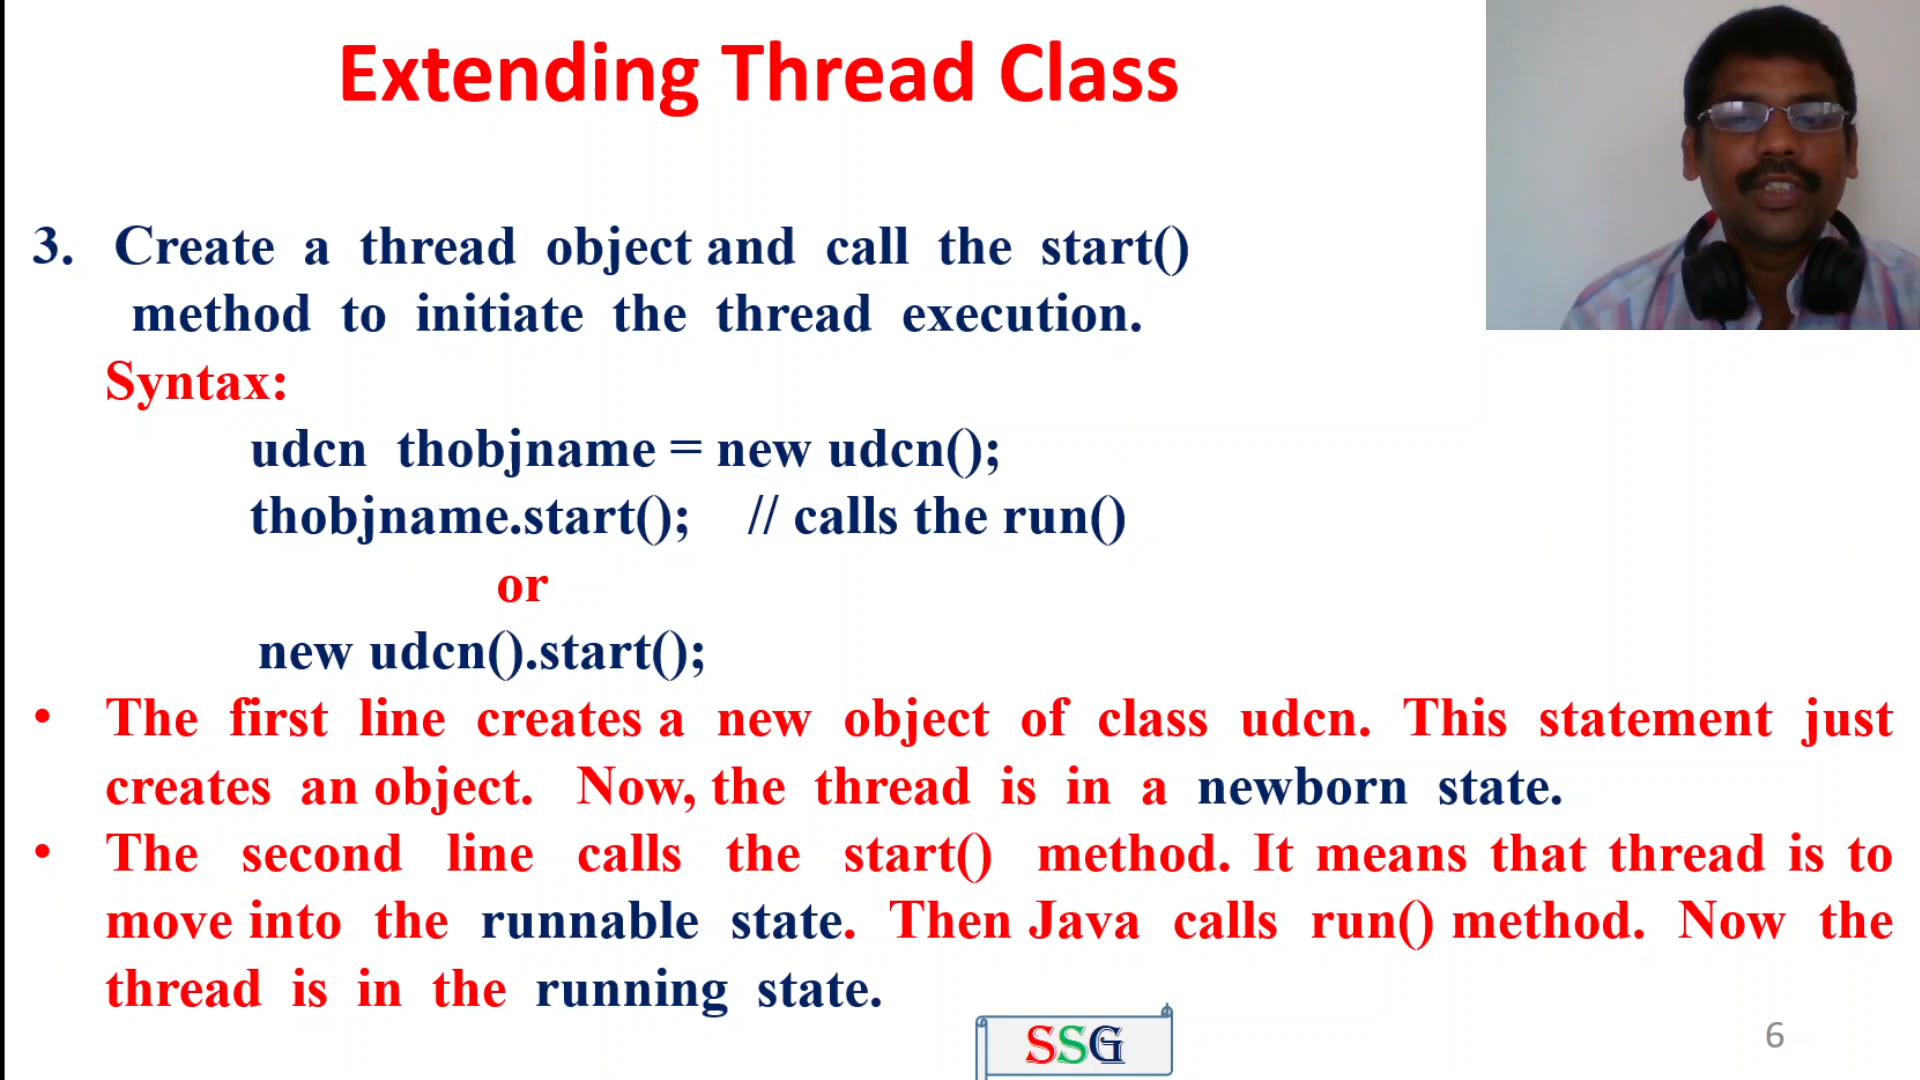 Extending Thread Class
3. Create a thread object and call the start()
method to initiate the thread execution.
Syntax:
udcn thobjname = new udcn();
thobjname.start(); // calls the run()
or
new udcn().start();
• The first line creates a new object of class udcn. This statement just
creates an object. Now, the thread is in a newborn state.
• The second line calls the start() method. It means that thread is to
move into the runnable state. Then Java calls run() method. Now the
thread is in the running state.
SSG
6